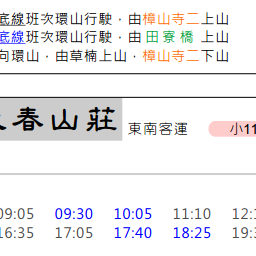 底線班次環山行駛，由樟山寺二上山
底線班次環山行駛，由田寮橋 上山
向環山，由草楠上山，樟山寺二下山
春山莊 東南客運 小11
09:05 09:30 10:05 11:10
16:35 17:05 17:40 18:25